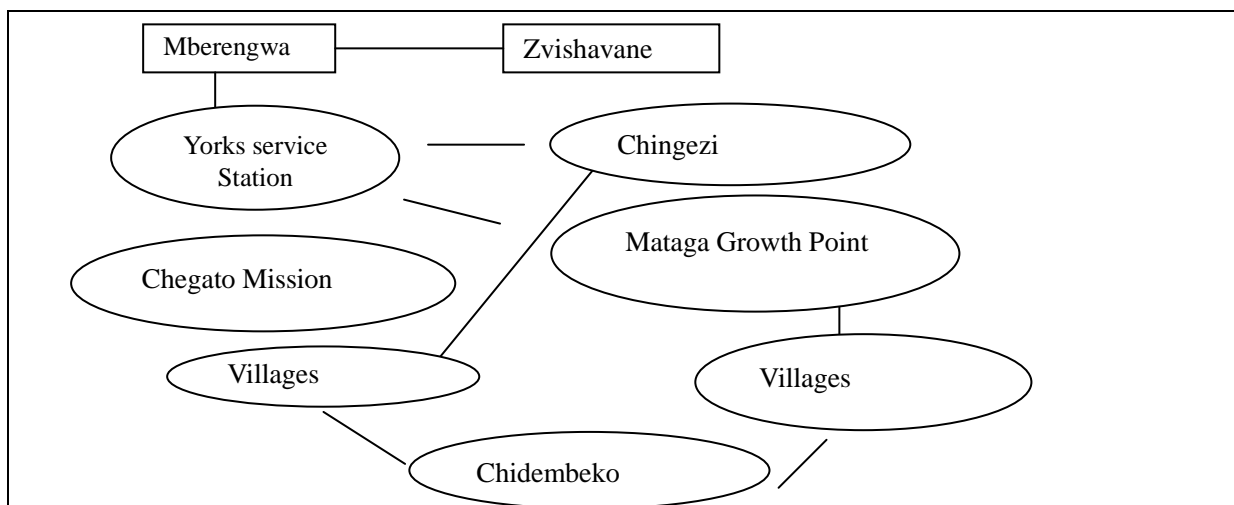 Mberengwa
Zvishavane
Yorks service
Station
Chingezi
Mataga Growth Point
Chegato Mission
Villages
Villages
Chidembeko